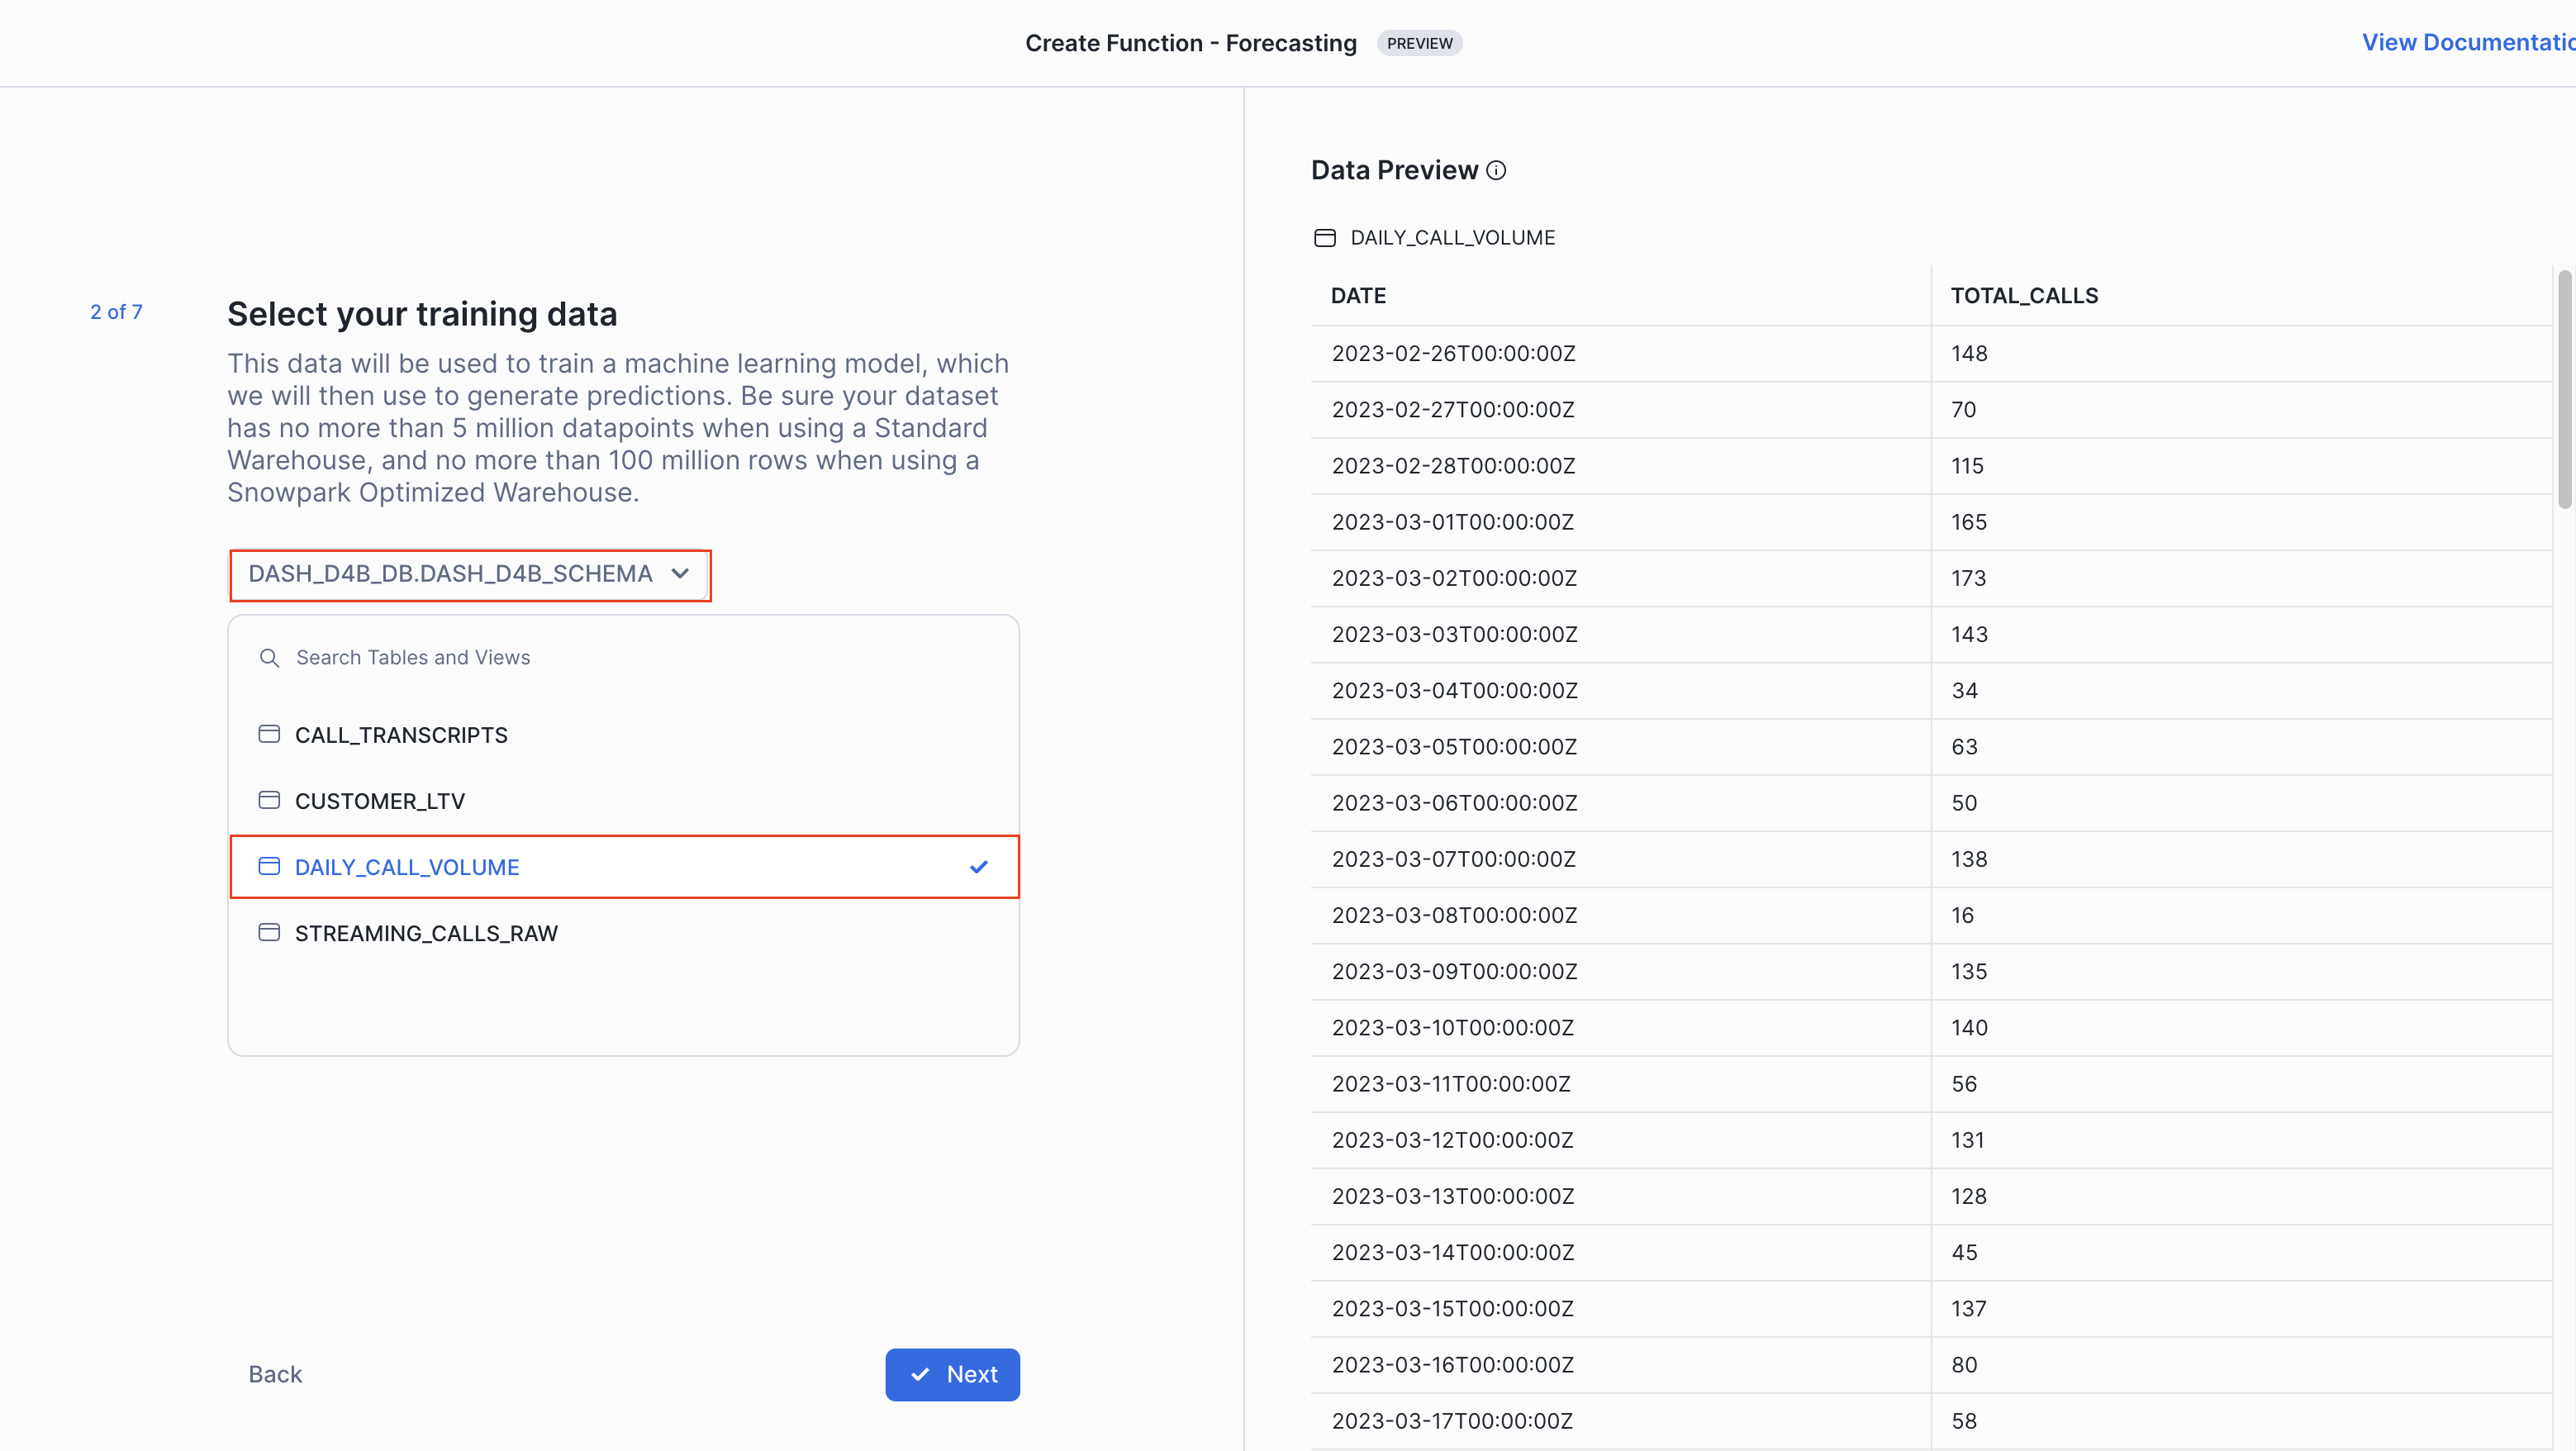 Create Function - Forecasting PREVIEW
View Documentatio
2 of 7
Select your training data
This data will be used to train a machine learning model, which
we will then use to generate predictions. Be sure your dataset
has no more than 5 million datapoints when using a Standard
Warehouse, and no more than 100 million rows when using a
Snowpark Optimized Warehouse.
DASH_D4B_DB.DASH_D4B_SCHEMA
Search Tables and Views
CALL_TRANSCRIPTS
CUSTOMER_LTV
DAILY_CALL_VOLUME
STREAMING_CALLS_RAW
Back
Next
Data Preview
DAILY_CALL_VOLUME
DATE TOTAL_CALLS
2023-02-26T00:00:00Z 148
2023-02-27T00:00:00Z 70
2023-02-28T00:00:00Z 115
2023-03-01T00:00:00Z 165
2023-03-02T00:00:00Z 173
2023-03-03T00:00:00Z 143
2023-03-04T00:00:00Z 34
2023-03-05T00:00:00Z 63
2023-03-06T00:00:00Z 50
2023-03-07T00:00:00Z 138
2023-03-08T00:00:00Z 16
2023-03-09T00:00:00Z 135
2023-03-10T00:00:00Z 140
2023-03-11T00:00:00Z 56
2023-03-12T00:00:00Z 131
2023-03-13T00:00:00Z 128
2023-03-14T00:00:00Z 45
2023-03-15T00:00:00Z 137
2023-03-16T00:00:00Z 80
2023-03-17T00:00:00Z 58